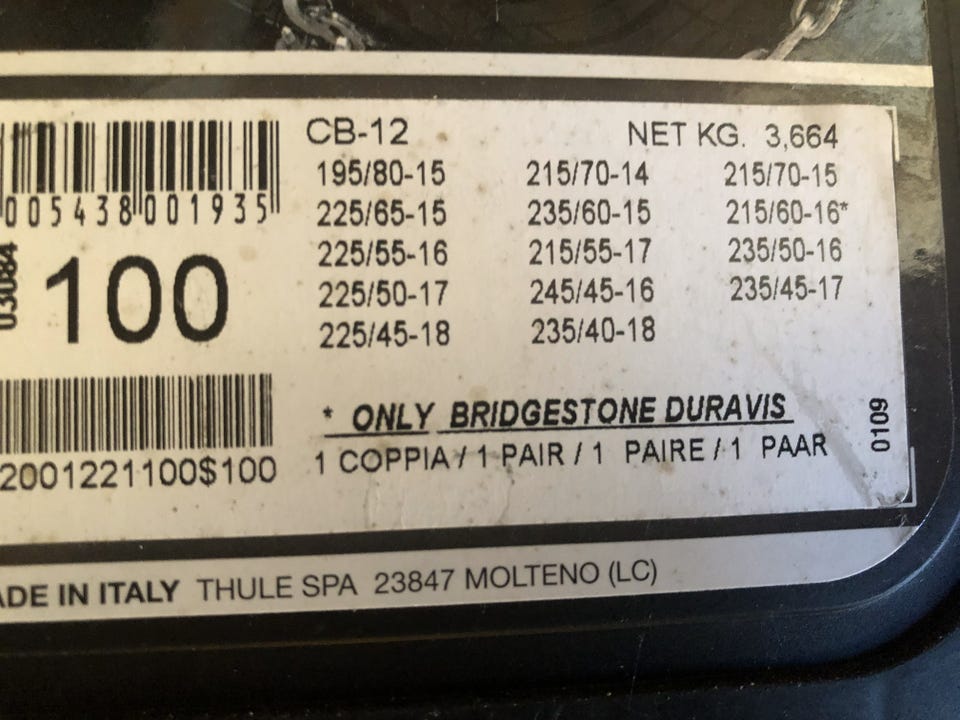 CB-12 NET KG. 3,664
195/80-15 215/70-14 215/70-15
225/65-15 235/60-15 215/60-16*
225/55-16 215/55-17 235/50-16
225/50-17 245/45-16 235/45-17
225/45-18 235/40-18
* ONLY BRIDGESTONE DURAVIS
1 COPPIA / 1 PAIR / 1 PAIRE / 1 PAAR
0109
005438001935
03084
100
2001221100$100
ADE IN ITALY THULE SPA 23847 MOLTENO (LC)